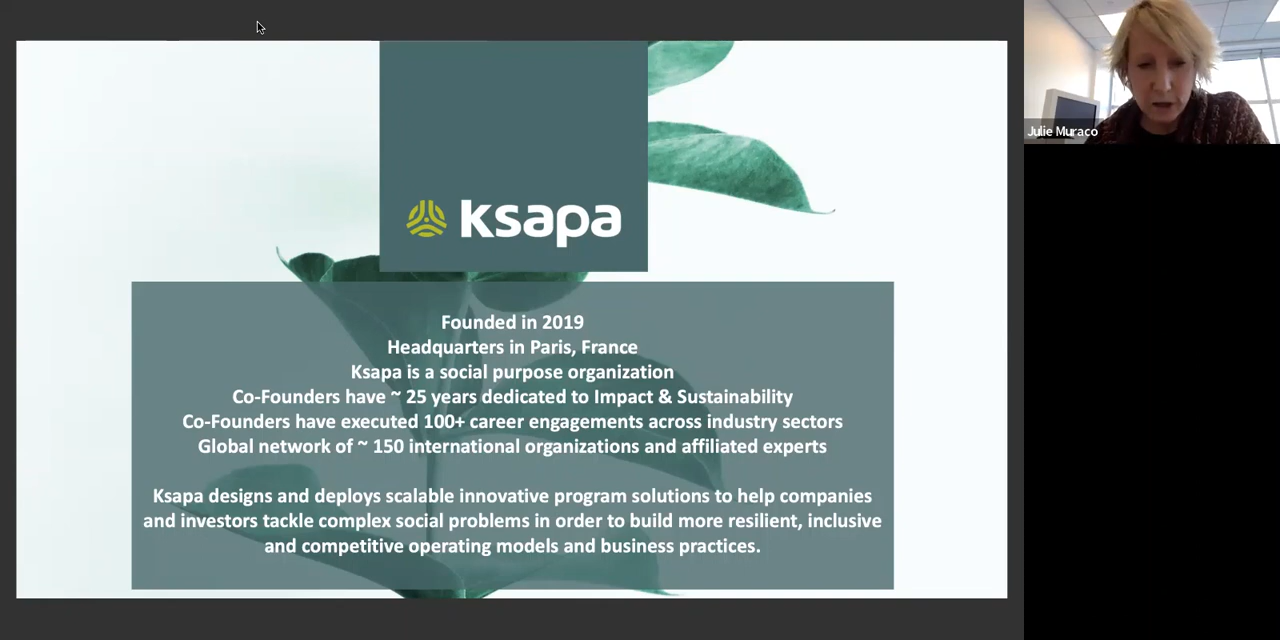 Ksapa
Founded in 2019
Headquarters in Paris, France
Ksapa is a social purpose organization
Co-Founders have ~ 25 years dedicated to Impact & Sustainability
Co-Founders have executed 100+ career engagements across industry sectors
Global network of ~ 150 international organizations and affiliated experts
Ksapa designs and deploys scalable innovative program solutions to help companies
and investors tackle complex social problems in order to build more resilient, inclusive
and competitive operating models and business practices.
Julie Muraco